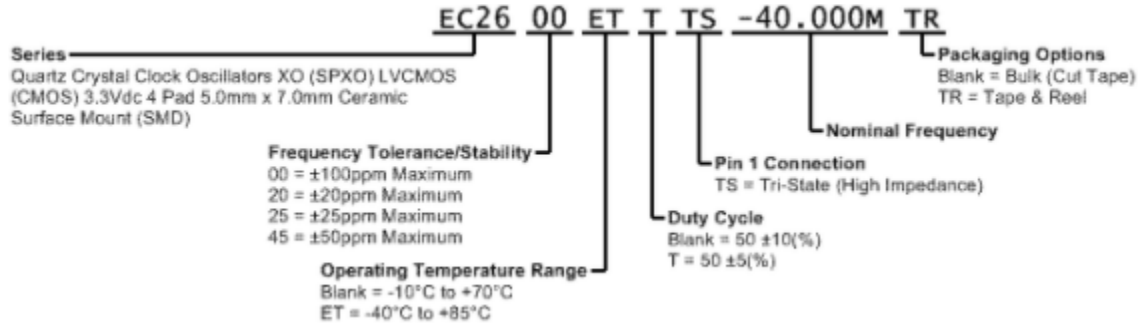 EC26 00 ET T TS -40.000M TR
Series
Quartz Crystal Clock Oscillators XO (SPXO) LVCMOS
(CMOS) 3.3Vdc 4 Pad 5.0mm x 7.0mm Ceramic
Surface Mount (SMD)
Frequency Tolerance/Stability
00 = ±100ppm Maximum
20 = ±20ppm Maximum
25 = ±25ppm Maximum
45 = ±50ppm Maximum
Operating Temperature Range
Blank = -10°C to +70°C
ET = -40°C to +85°C
Packaging Options
Blank = Bulk (Cut Tape)
TR = Tape & Reel
Nominal Frequency
Pin 1 Connection
TS = Tri-State (High Impedance)
Duty Cycle
Blank = 50 ±10(%)
T = 50 ±5(%)